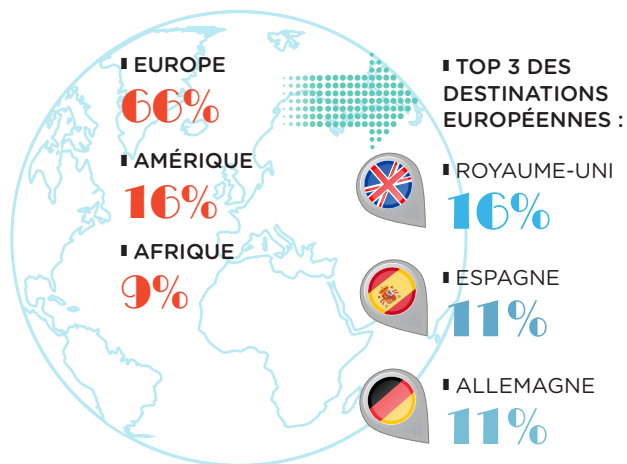 EUROPE
66%
AMÉRIQUE
16%
AFRIQUE
9%
TOP 3 DES
DESTINATIONS
EUROPÉENNES :
ROYAUME-UNI
16%
ESPAGNE
11%
ALLEMAGNE
11%